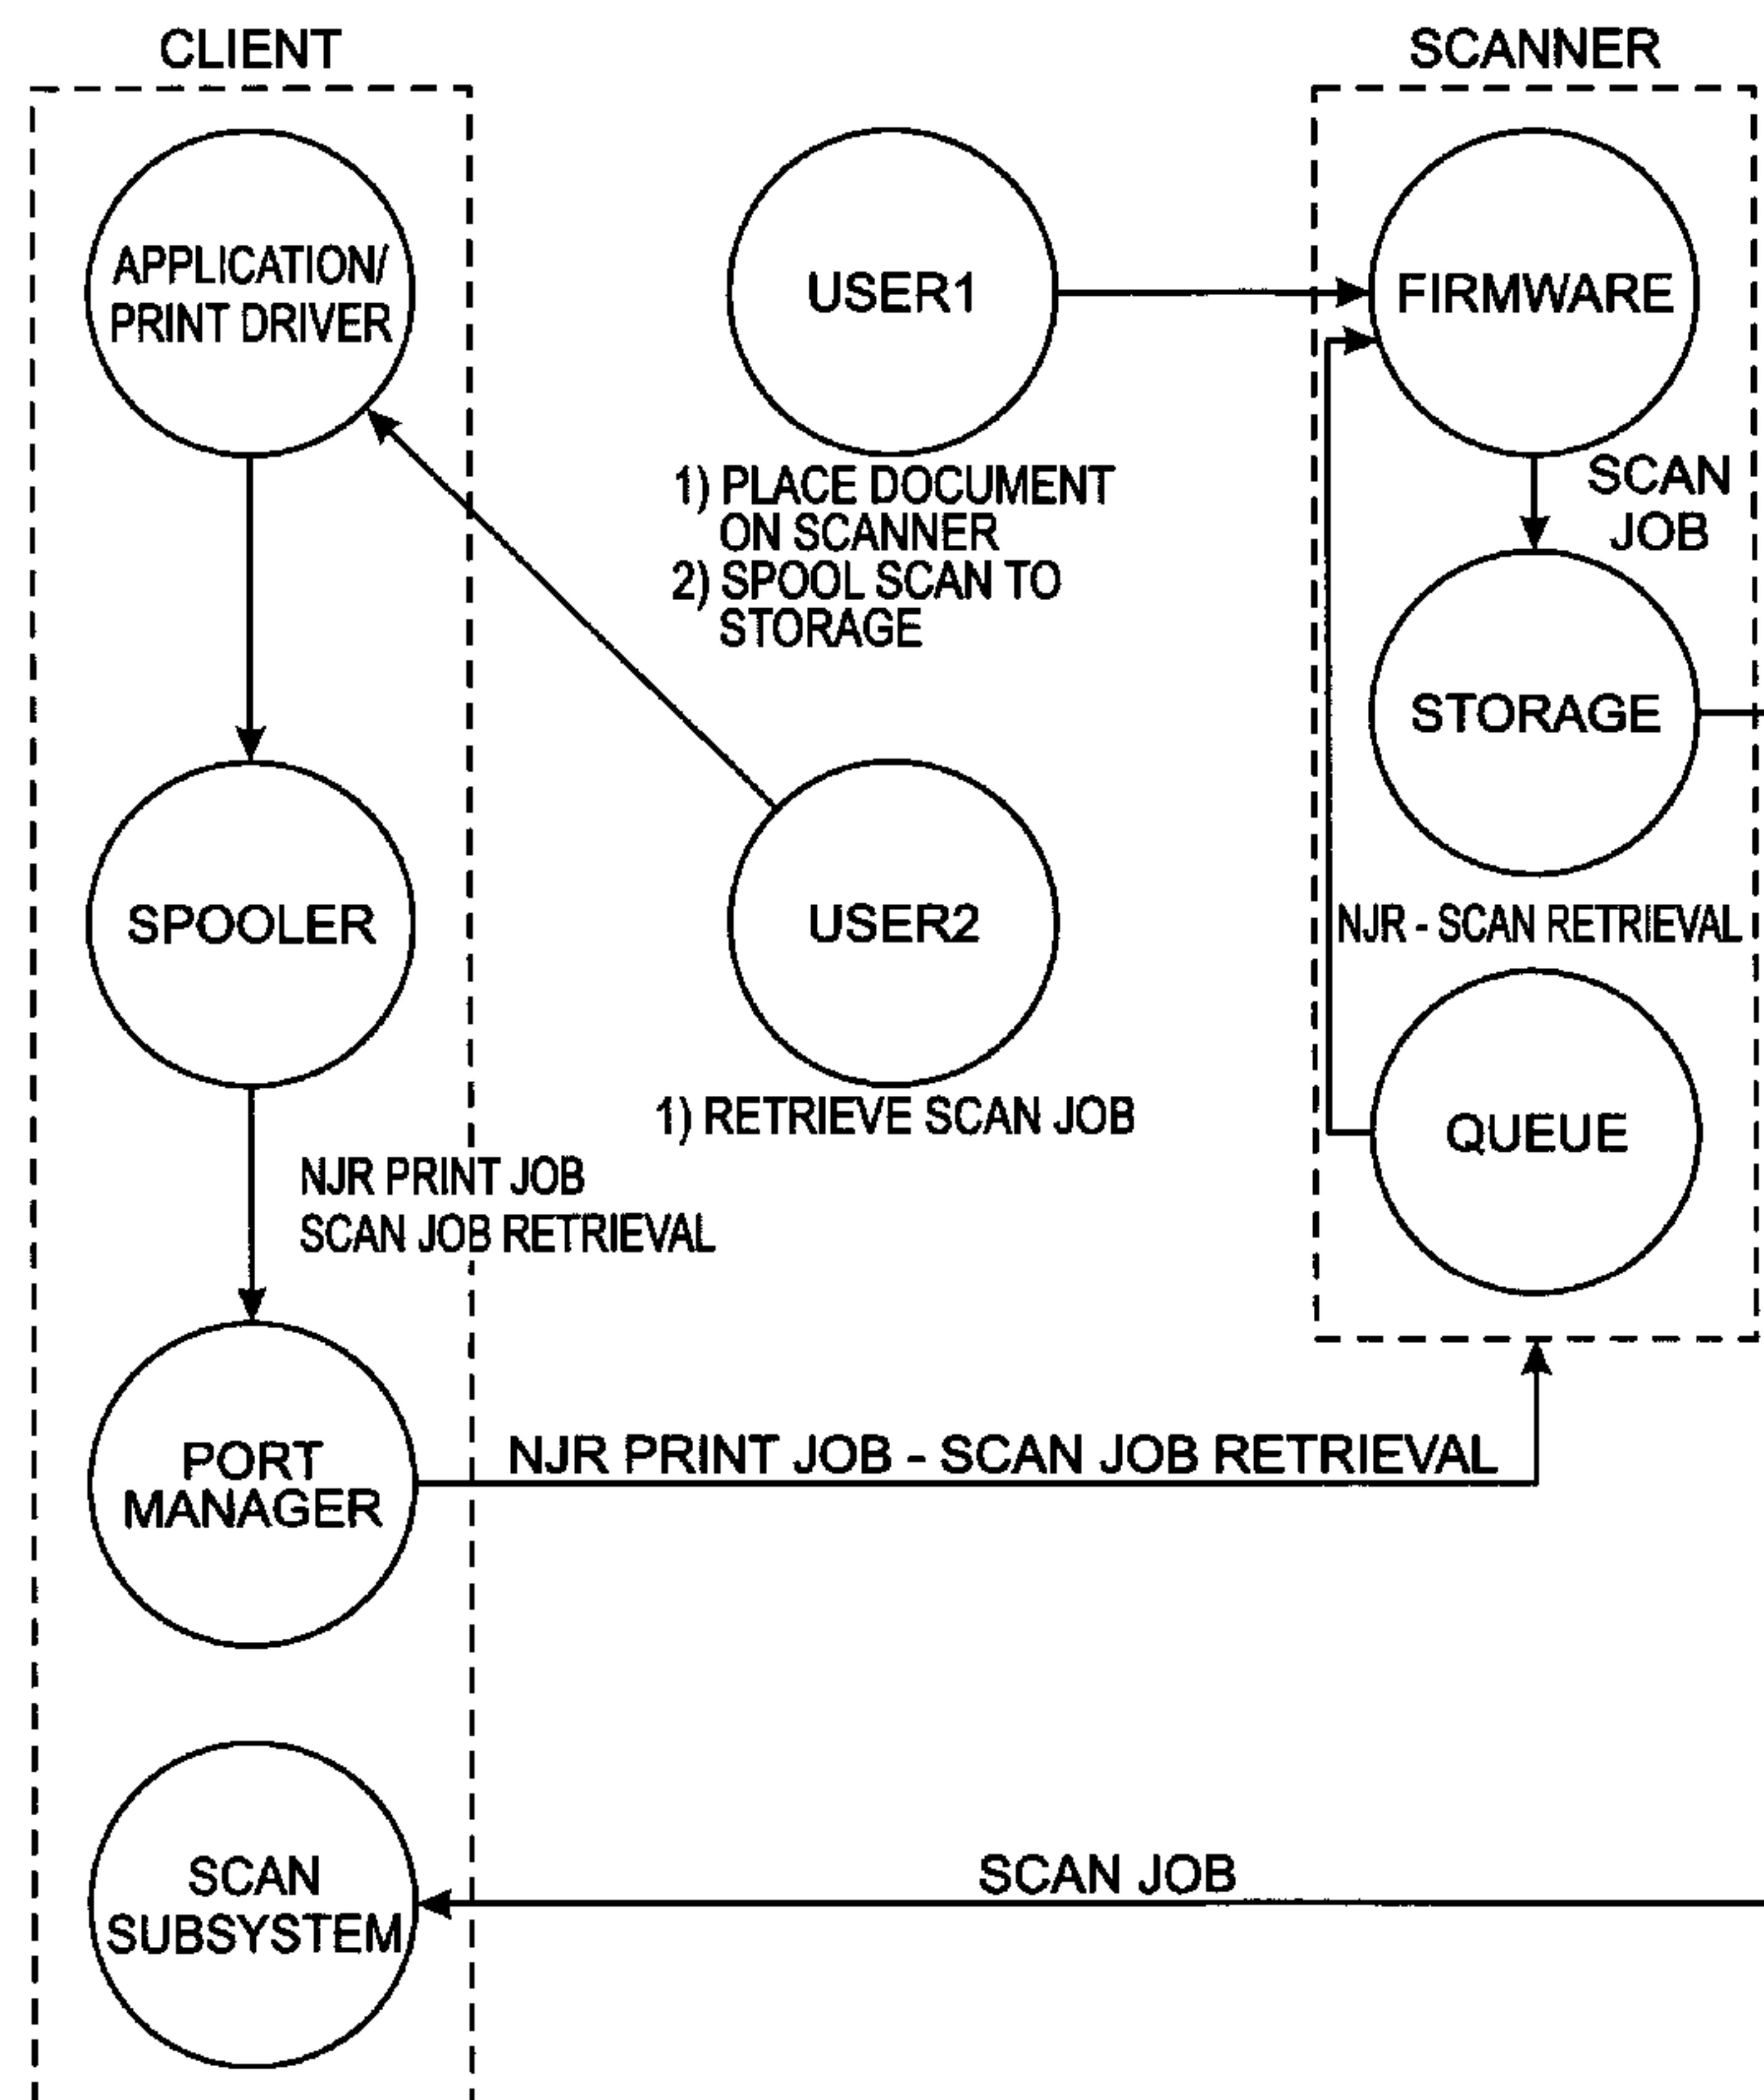 CLIENT
SCANNER
APPLICATION/
PRINT DRIVER
USER1
FIRMWARE
1) PLACE DOCUMENT
ON SCANNER
2) SPOOL SCAN TO
STORAGE
SCAN
JOB
STORAGE
SPOOLER
USER2
NJR - SCAN RETRIEVAL
1) RETRIEVE SCAN JOB
QUEUE
NJR PRINT JOB
SCAN JOB RETRIEVAL
PORT
MANAGER
NJR PRINT JOB - SCAN JOB RETRIEVAL
SCAN
SUBSYSTEM
SCAN JOB